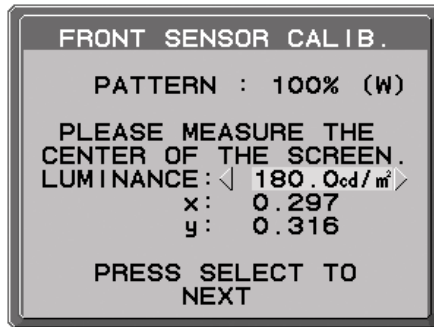 FRONT SENSOR CALIB.
PATTERN : 100% (W)
PLEASE MEASURE THE
CENTER OF THE SCREEN.
LUMINANCE: 180.0cd/㎡
x: 0.297
y: 0.316
PRESS SELECT TO
NEXT